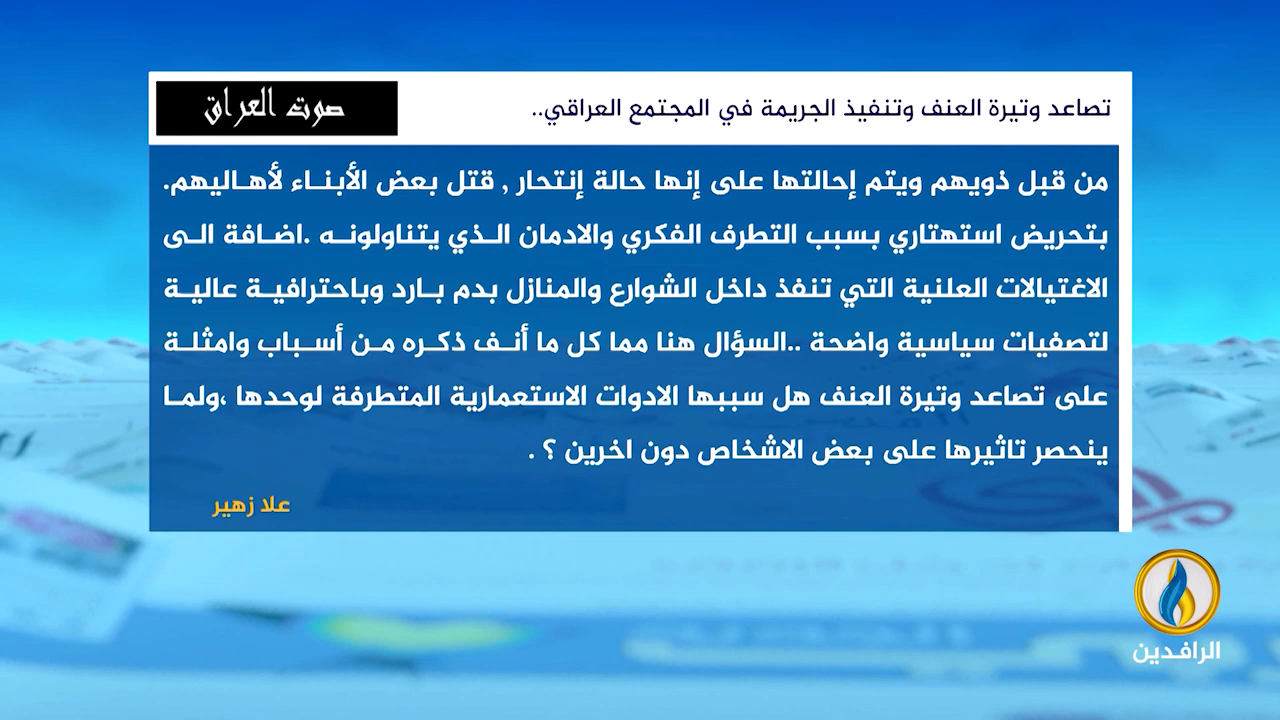 تصاعد وتيرة العنف وتنفيذ الجريمة في المجتمع العراقي..
صوت العراق
من قبل ذويهم ويتم إحالتها على إنها حالة إنتحار , قتل بعض الأبناء لأهاليهم.
بتحريض استهتاري بسبب التطرف الفكري والادمان الذي يتناولونه .اضافة الى
الاغتيالات العلنية التي تنفذ داخل الشوارع والمنازل بدم بارد وباحترافية عالية
لتصفيات سياسية واضحة ..السؤال هنا مما كل ما أنف ذكره من أسباب وامثلة
على تصاعد وتيرة العنف هل سببها الادوات الاستعمارية المتطرفة لوحدها ،ولما
ينحصر تاثيرها على بعض الاشخاص دون اخرين ؟ .
علا زهير
الرافدين